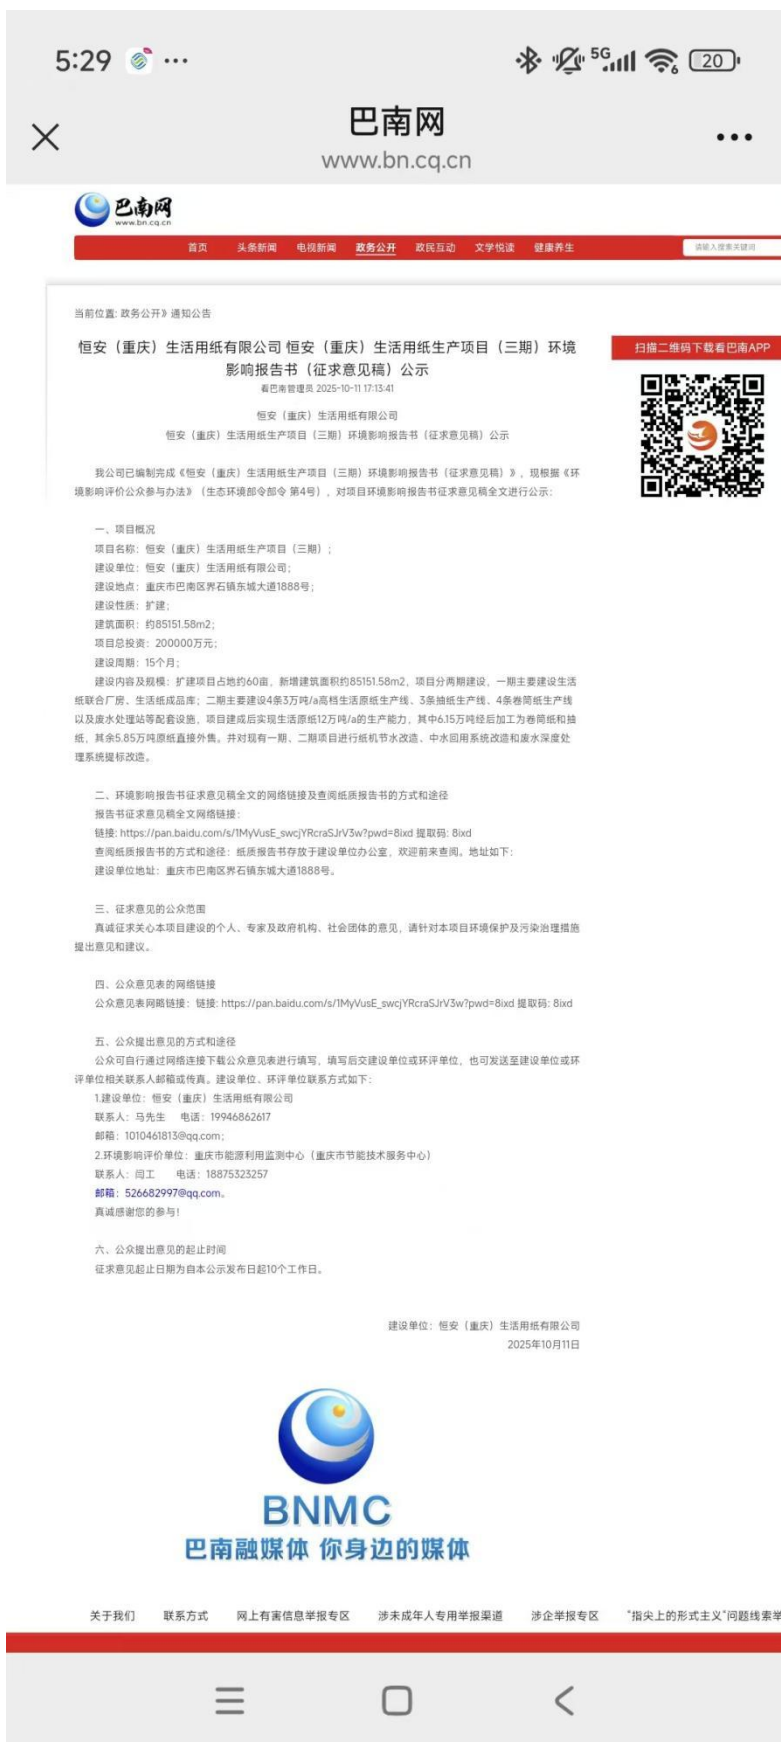 5:29
5G
6
20
巴南网
www.bn.cq.cn
巴南网
www.bn.cq.cn
首页 头条新闻 电视新闻 政务公开 政民互动 文学悦读 健康养生 请输入搜索关键词
当前位置: 政务公开》通知公告
恒安（重庆）生活用纸有限公司 恒安（重庆）生活用纸生产项目（三期）环境
影响报告书（征求意见稿）公示
看巴南管理员 2025-10-11 17:13:41
扫描二维码下载看巴南APP
恒安（重庆）生活用纸有限公司
恒安（重庆）生活用纸生产项目（三期）环境影响报告书（征求意见稿）公示
我公司已编制完成《恒安（重庆）生活用纸生产项目（三期）环境影响报告书（征求意见稿）》，现根据《环
境影响评价公众参与办法》（生态环境部令部令 第4号），对项目环境影响报告书征求意见稿全文进行公示：
一、项目概况
项目名称：恒安（重庆）生活用纸生产项目（三期）；
建设单位：恒安（重庆）生活用纸有限公司；
建设地点：重庆市巴南区界石镇东城大道1888号；
建设性质：扩建；
建筑面积：约85151.58m2；
项目总投资：200000万元；
建设周期：15个月；
建设内容及规模：扩建项目占地约60亩，新增建筑面积约85151.58m2，项目分两期建设，一期主要建设生活
纸联合厂房、生活纸成品库；二期主要建设4条3万吨/a高档生活原纸生产线、3条抽纸生产线、4条卷筒纸生产线
以及废水处理站等配套设施，项目建成后实现生活原纸12万吨/a的生产能力，其中6.15万吨经后加工为卷筒纸和抽
纸，其余5.85万吨原纸直接外售。并对现有一期、二期项目进行纸机节水改造、中水回用系统改造和废水深度处
理系统提标改造。
二、环境影响报告书征求意见稿全文的网络链接及查阅纸质报告书的方式和途径
报告书征求意见稿全文网络链接：
链接: https://pan.baidu.com/s/1MyVusE_swcjYRcraSJrV3w?pwd=8ixd 提取码: 8ixd
查阅纸质报告书的方式和途径：纸质报告书存放于建设单位办公室，欢迎前来查阅。地址如下：
建设单位地址：重庆市巴南区界石镇东城大道1888号。
三、征求意见的公众范围
真诚征求关心本项目建设的个人、专家及政府机构、社会团体的意见，请针对本项目环境保护及污染治理措施
提出意见和建议。
四、公众意见表的网络链接
公众意见表网略链接：链接: https://pan.baidu.com/s/1MyVusE_swcjYRcraSJrV3w?pwd=8ixd 提取码: 8ixd
五、公众提出意见的方式和途径
公众可自行通过网络连接下载公众意见表进行填写，填写后交建设单位或环评单位，也可发送至建设单位或环
评单位相关联系人邮箱或传真。建设单位、环评单位联系方式如下：
1.建设单位：恒安（重庆）生活用纸有限公司
联系人：马先生 电话：19946862617
邮箱：1010461813@qq.com；
2.环境影响评价单位：重庆市能源利用监测中心（重庆市节能技术服务中心）
联系人：闫工 电话：18875323257
邮箱：526682997@qq.com。
真诚感谢您的参与！
六、公众提出意见的起止时间
征求意见起止日期为自本公示发布日起10个工作日。
建设单位：恒安（重庆）生活用纸有限公司
2025年10月11日
BNMC
巴南融媒体 你身边的媒体
关于我们 联系方式 网上有害信息举报专区 涉未成年人专用举报渠道 涉企举报专区 "指尖上的形式主义"问题线索举